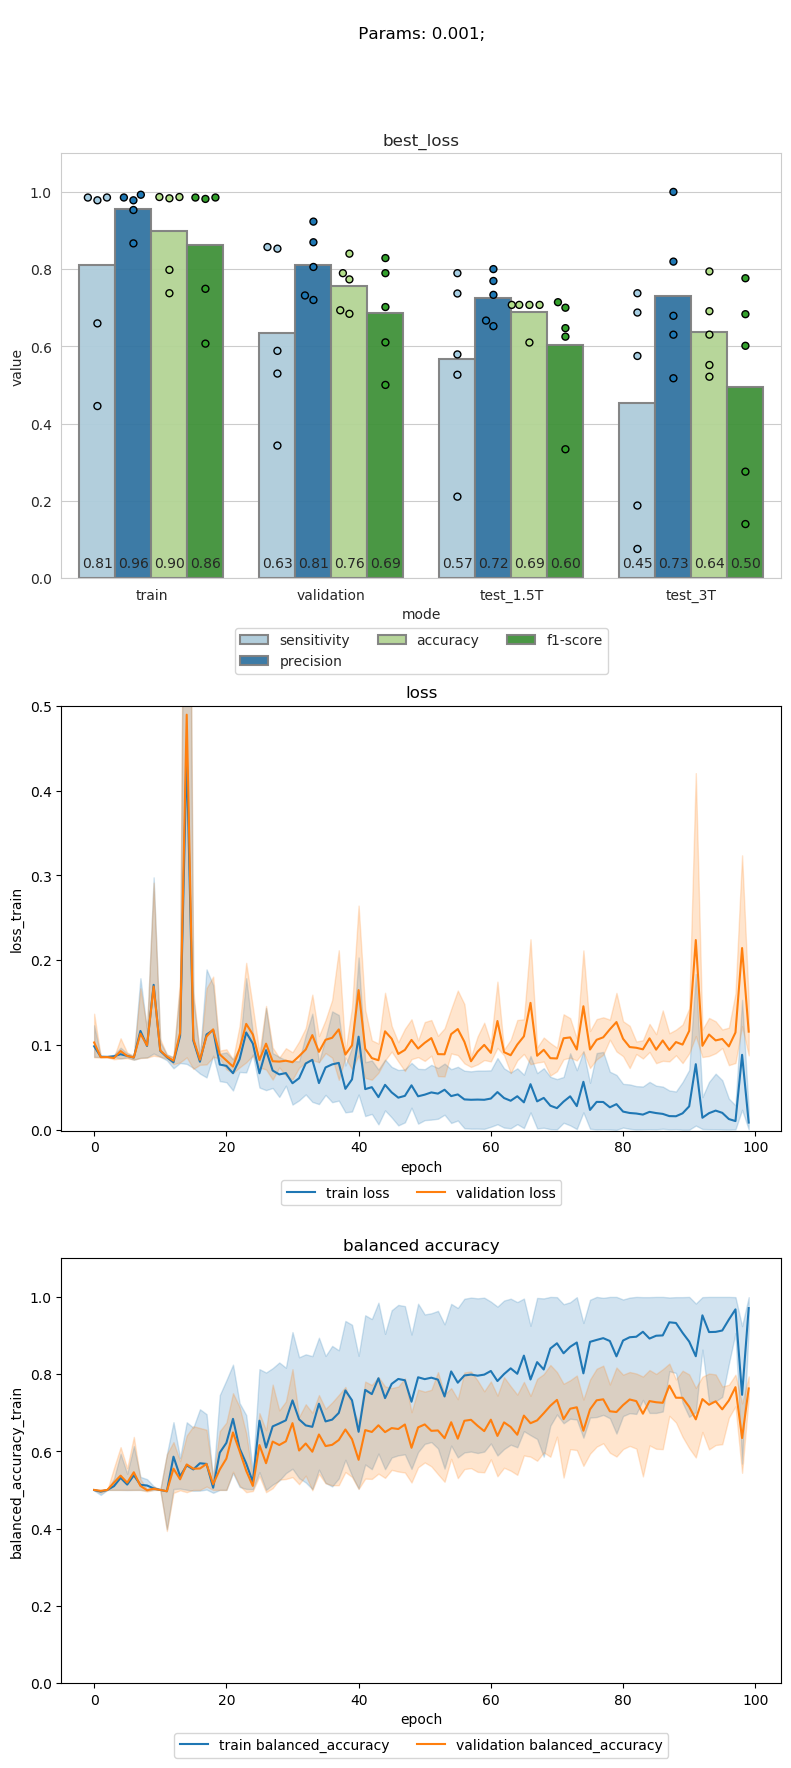 Params: 0.001;
best_loss
value
1.0
0.8
0.6
0.4
0.2
0.0
0.81 0.96 0.90 0.86 0.63 0.81 0.76 0.69 0.57 0.72 0.69 0.60 0.45 0.73 0.64 0.50
train validation test_1.5T test_3T
mode
sensitivity accuracy f1-score
precision
loss
loss_train
0.5
0.4
0.3
0.2
0.1
0.0
0 20 40 60 80 100
epoch
train loss validation loss
balanced accuracy
balanced_accuracy_train
1.0
0.8
0.6
0.4
0.2
0.0
0 20 40 60 80 100
epoch
train balanced_accuracy validation balanced_accuracy